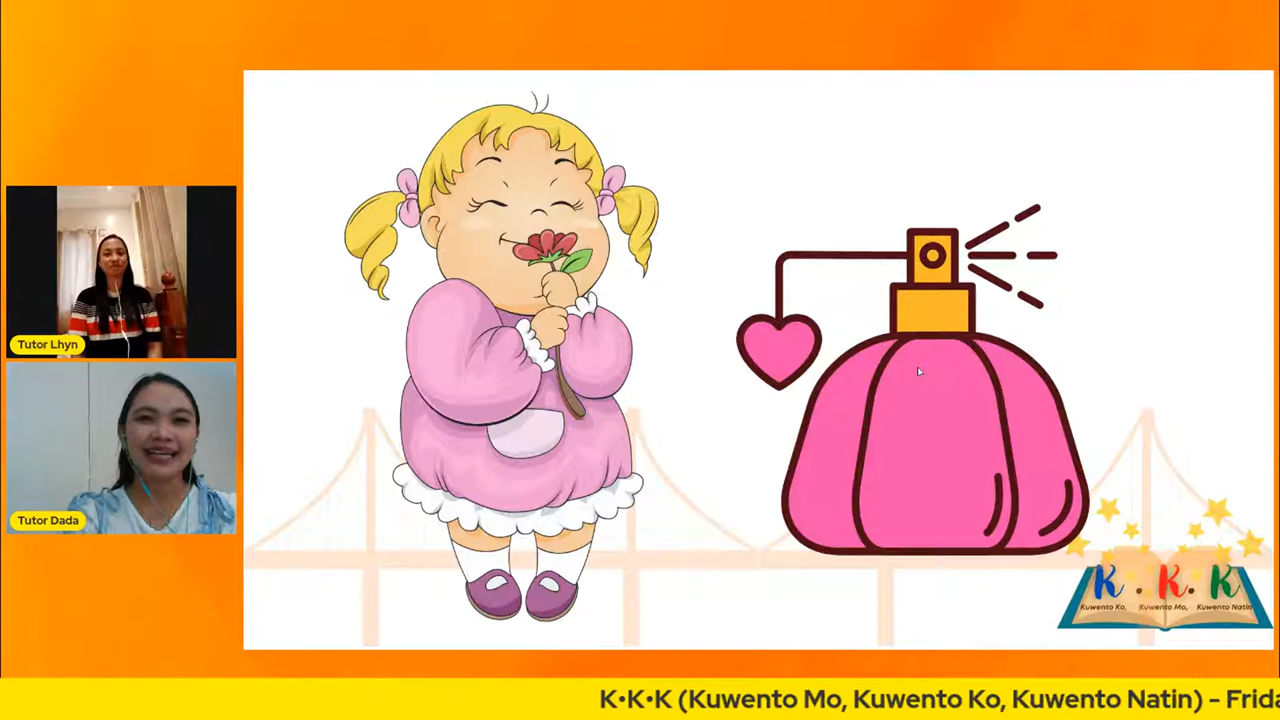 Tutor Lhyn
Tutor Dada
K.K.K
Kuwento Ko, Kuwento Mo, Kuwento Natin
K•K•K (Kuwento Mo, Kuwento Ko, Kuwento Natin) - Frida